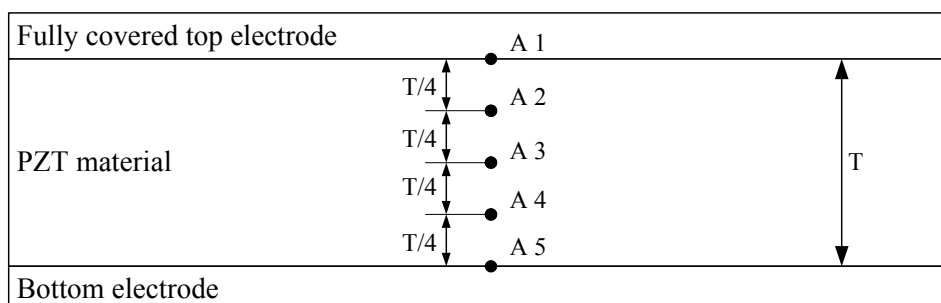 Fully covered top electrode
A 1
T/4
A 2
T/4
PZT material
A 3
T
T/4
A 4
T/4
A 5
Bottom electrode